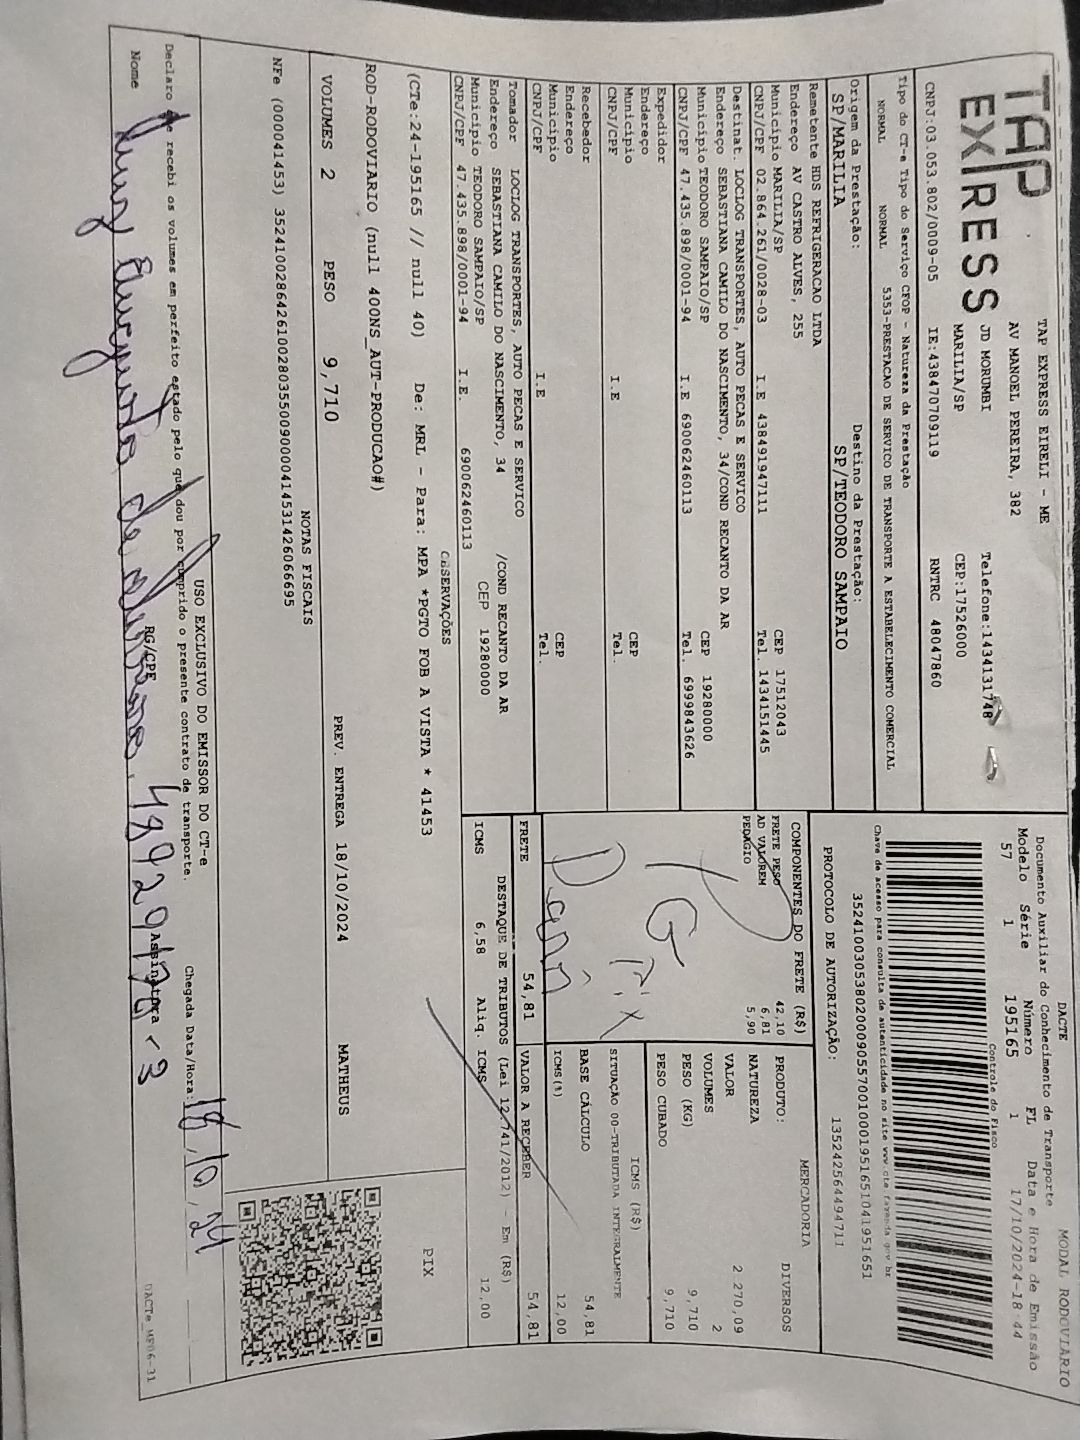 TAP
EXPRESS
TAP EXPRESS EIRELI - ME
AV MANOEL PEREIRA, 382
JD MORUMBI Telefone:1434131748
MARILIA/SP CEP:17526000
CNPJ:03.053.802/0009-05 IE:438470709119 RNTRC 48047860
DACTE MODAL RODOVIÁRIO
Documento Auxiliar do Conhecimento de Transporte
Modelo Série Número FL Data e Hora de Emissão
57 1 195165 1 17/10/2024-18 44
Controle do Fisco
Chave de acesso para consulta de autenticidade no site www.cte.fazenda.gov.br
35241003053802000905570010001951651041951651
PROTOCOLO DE AUTORIZAÇÃO: 135242564494711
Tipo do CT-e Tipo do Serviço CFOP - Natureza da Prestação
NORMAL NORMAL 5353-PRESTACAO DE SERVICO DE TRANSPORTE A ESTABELECIMENTO COMERCIAL
Origem da Prestação: Destino da Prestação:
SP/MARILIA SP/TEODORO SAMPAIO
Remetente HDS REFRIGERACAO LTDA
Endereço AV CASTRO ALVES, 255
Município MARILIA/SP CEP 17512043
CNPJ/CPF 02.864.261/0028-03 I.E 438491947111 Tel. 1434151445
Destinat. LOCLOG TRANSPORTES, AUTO PECAS E SERVICO
Endereço SEBASTIANA CAMILO DO NASCIMENTO, 34/COND RECANTO DA AR
Município TEODORO SAMPAIO/SP CEP 19280000
CNPJ/CPF 47.435.898/0001-94 I.E 690062460113 Tel. 6999843626
Expedidor
Endereço
Município CEP
CNPJ/CPF I.E Tel.
Recebedor
Endereço
Município CEP
CNPJ/CPF I.E Tel.
Tomador LOCLOG TRANSPORTES, AUTO PECAS E SERVICO
Endereço SEBASTIANA CAMILO DO NASCIMENTO, 34 /COND RECANTO DA AR
Município TEODORO SAMPAIO/SP CEP 19280000
CNPJ/CPF 47.435.898/0001-94 I.E. 690062460113
COMPONENTES DO FRETE (R$)
FRETE PESO 42,10
AD VALOREM 6,81
PEDAGIO 5,90
PG
Pix
Dani
FRETE 54,81
MERCADORIA
PRODUTO: DIVERSOS
NATUREZA
VALOR 2 270,09
VOLUMES 2
PESO (KG) 9,710
PESO CUBADO 9,710
ICMS (R$)
SITUAÇÃO 00-TRIBUTADA INTEGRALMENTE
BASE CÁLCULO 54,81
ICMS(%) 12,00
VALOR A RECEBER 54,81
DESTAQUE DE TRIBUTOS (Lei 12.741/2012) - Em (R$)
ICMS 6,58 Aliq. ICMS 12,00
OBSERVAÇÕES
(CTe:24-195165 // null 40) De: MRL - Para: MPA *PGTO FOB A VISTA * 41453
PIX
ROD-RODOVIARIO (null 400NS_AUT-PRODUCAO#)
VOLUMES 2 PESO 9,710 PREV. ENTREGA 18/10/2024 MATHEUS
NOTAS FISCAIS
NFe (000041453) 35241002864261002803550090000414531426066695
USO EXCLUSIVO DO EMISSOR DO CT-e
Declaro que recebi os volumes em perfeito estado pelo que dou por cumprido o presente contrato de transporte. Chegada Data/Hora: 18/10/24
Nome RG/CPF Assinatura
Augusto de
DACTe MF06-31